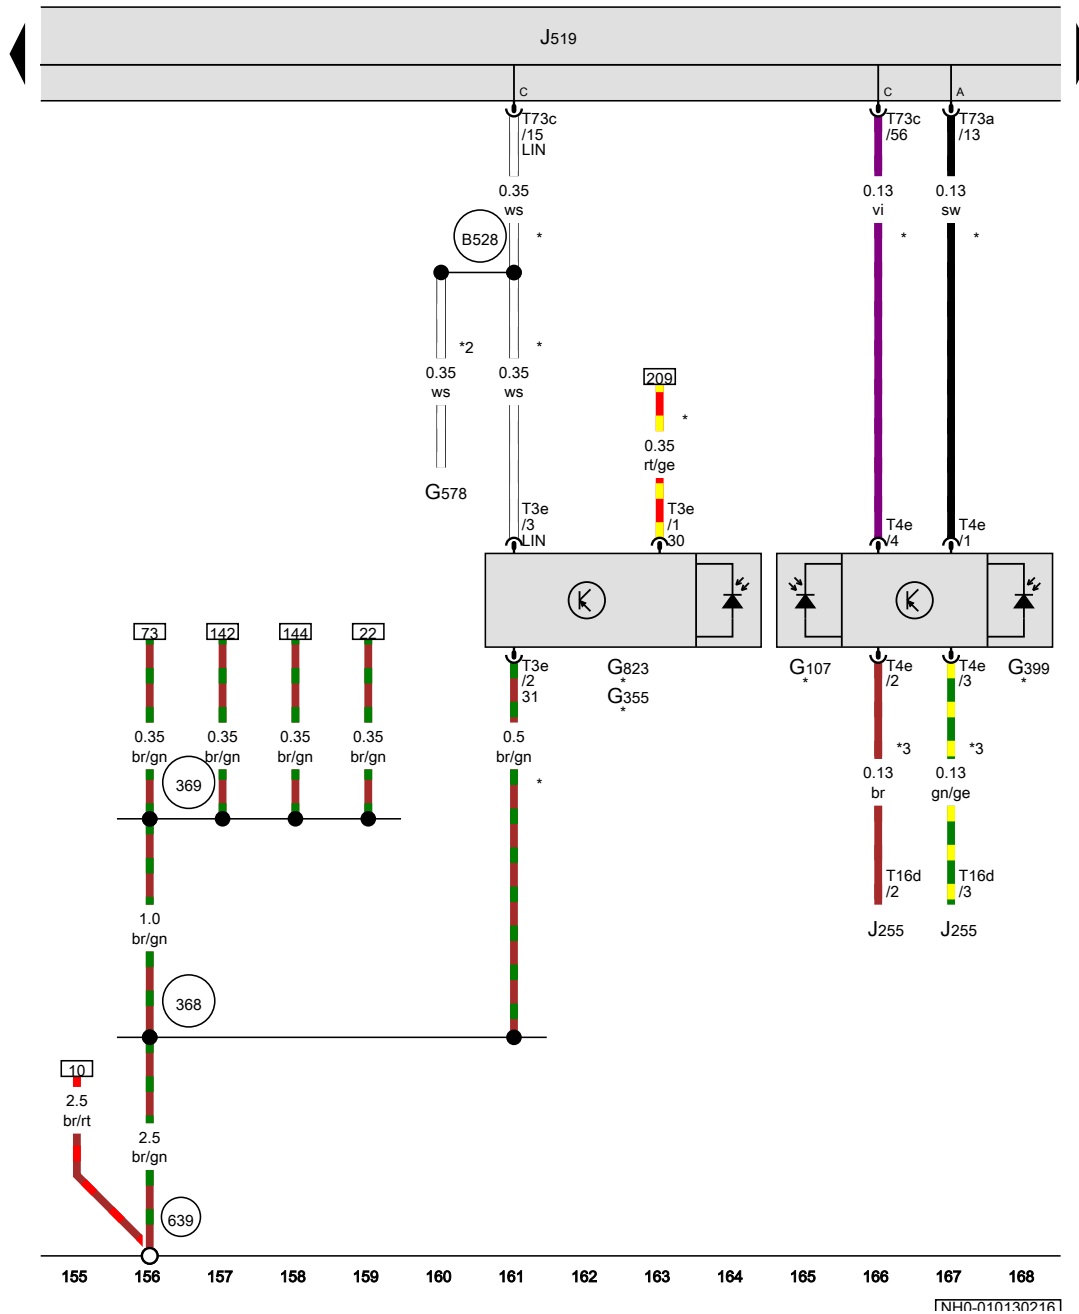 J519
C
C
A
T73c
/15
LIN
T73c
/56
T73a
/13
0.35
ws
0.13
vi
0.13
sw
B528
*
*
*
*2
*
0.35
ws
0.35
ws
209
*
0.35
rt/ge
G578
T3e
/3
LIN
T3e
/1
30
T4e
/4
T4e
/1
73
142
144
22
T3e
/2
31
G823
*
G355
*
G107
*
T4e
/2
T4e
/3
G399
*
0.35
br/gn
0.35
br/gn
0.35
br/gn
0.35
br/gn
0.5
br/gn
*
*3
*3
0.13
br
0.13
gn/ge
369
T16d
/2
T16d
/3
J255
J255
1.0
br/gn
368
10
2.5
br/rt
2.5
br/gn
639
155 156 157 158 159 160 161 162 163 164 165 166 167 168
NH0-010130216